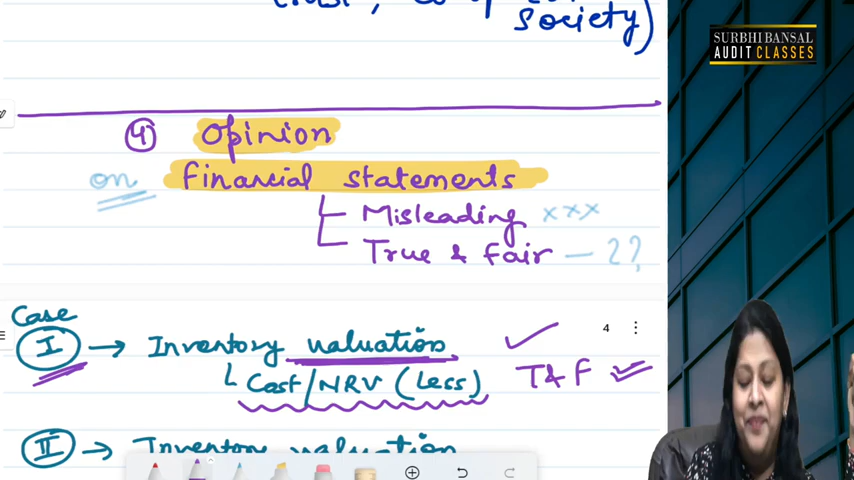 SURBHI BANSAL
AUDIT CLASSES
society)
④ Opinion
on Financial statements
Misleading xxx
True & fair — ??
Case
I → Inventory valuation ✓ 4
Cost/NRV (Less) T&F ✓
II → Inventory valuation